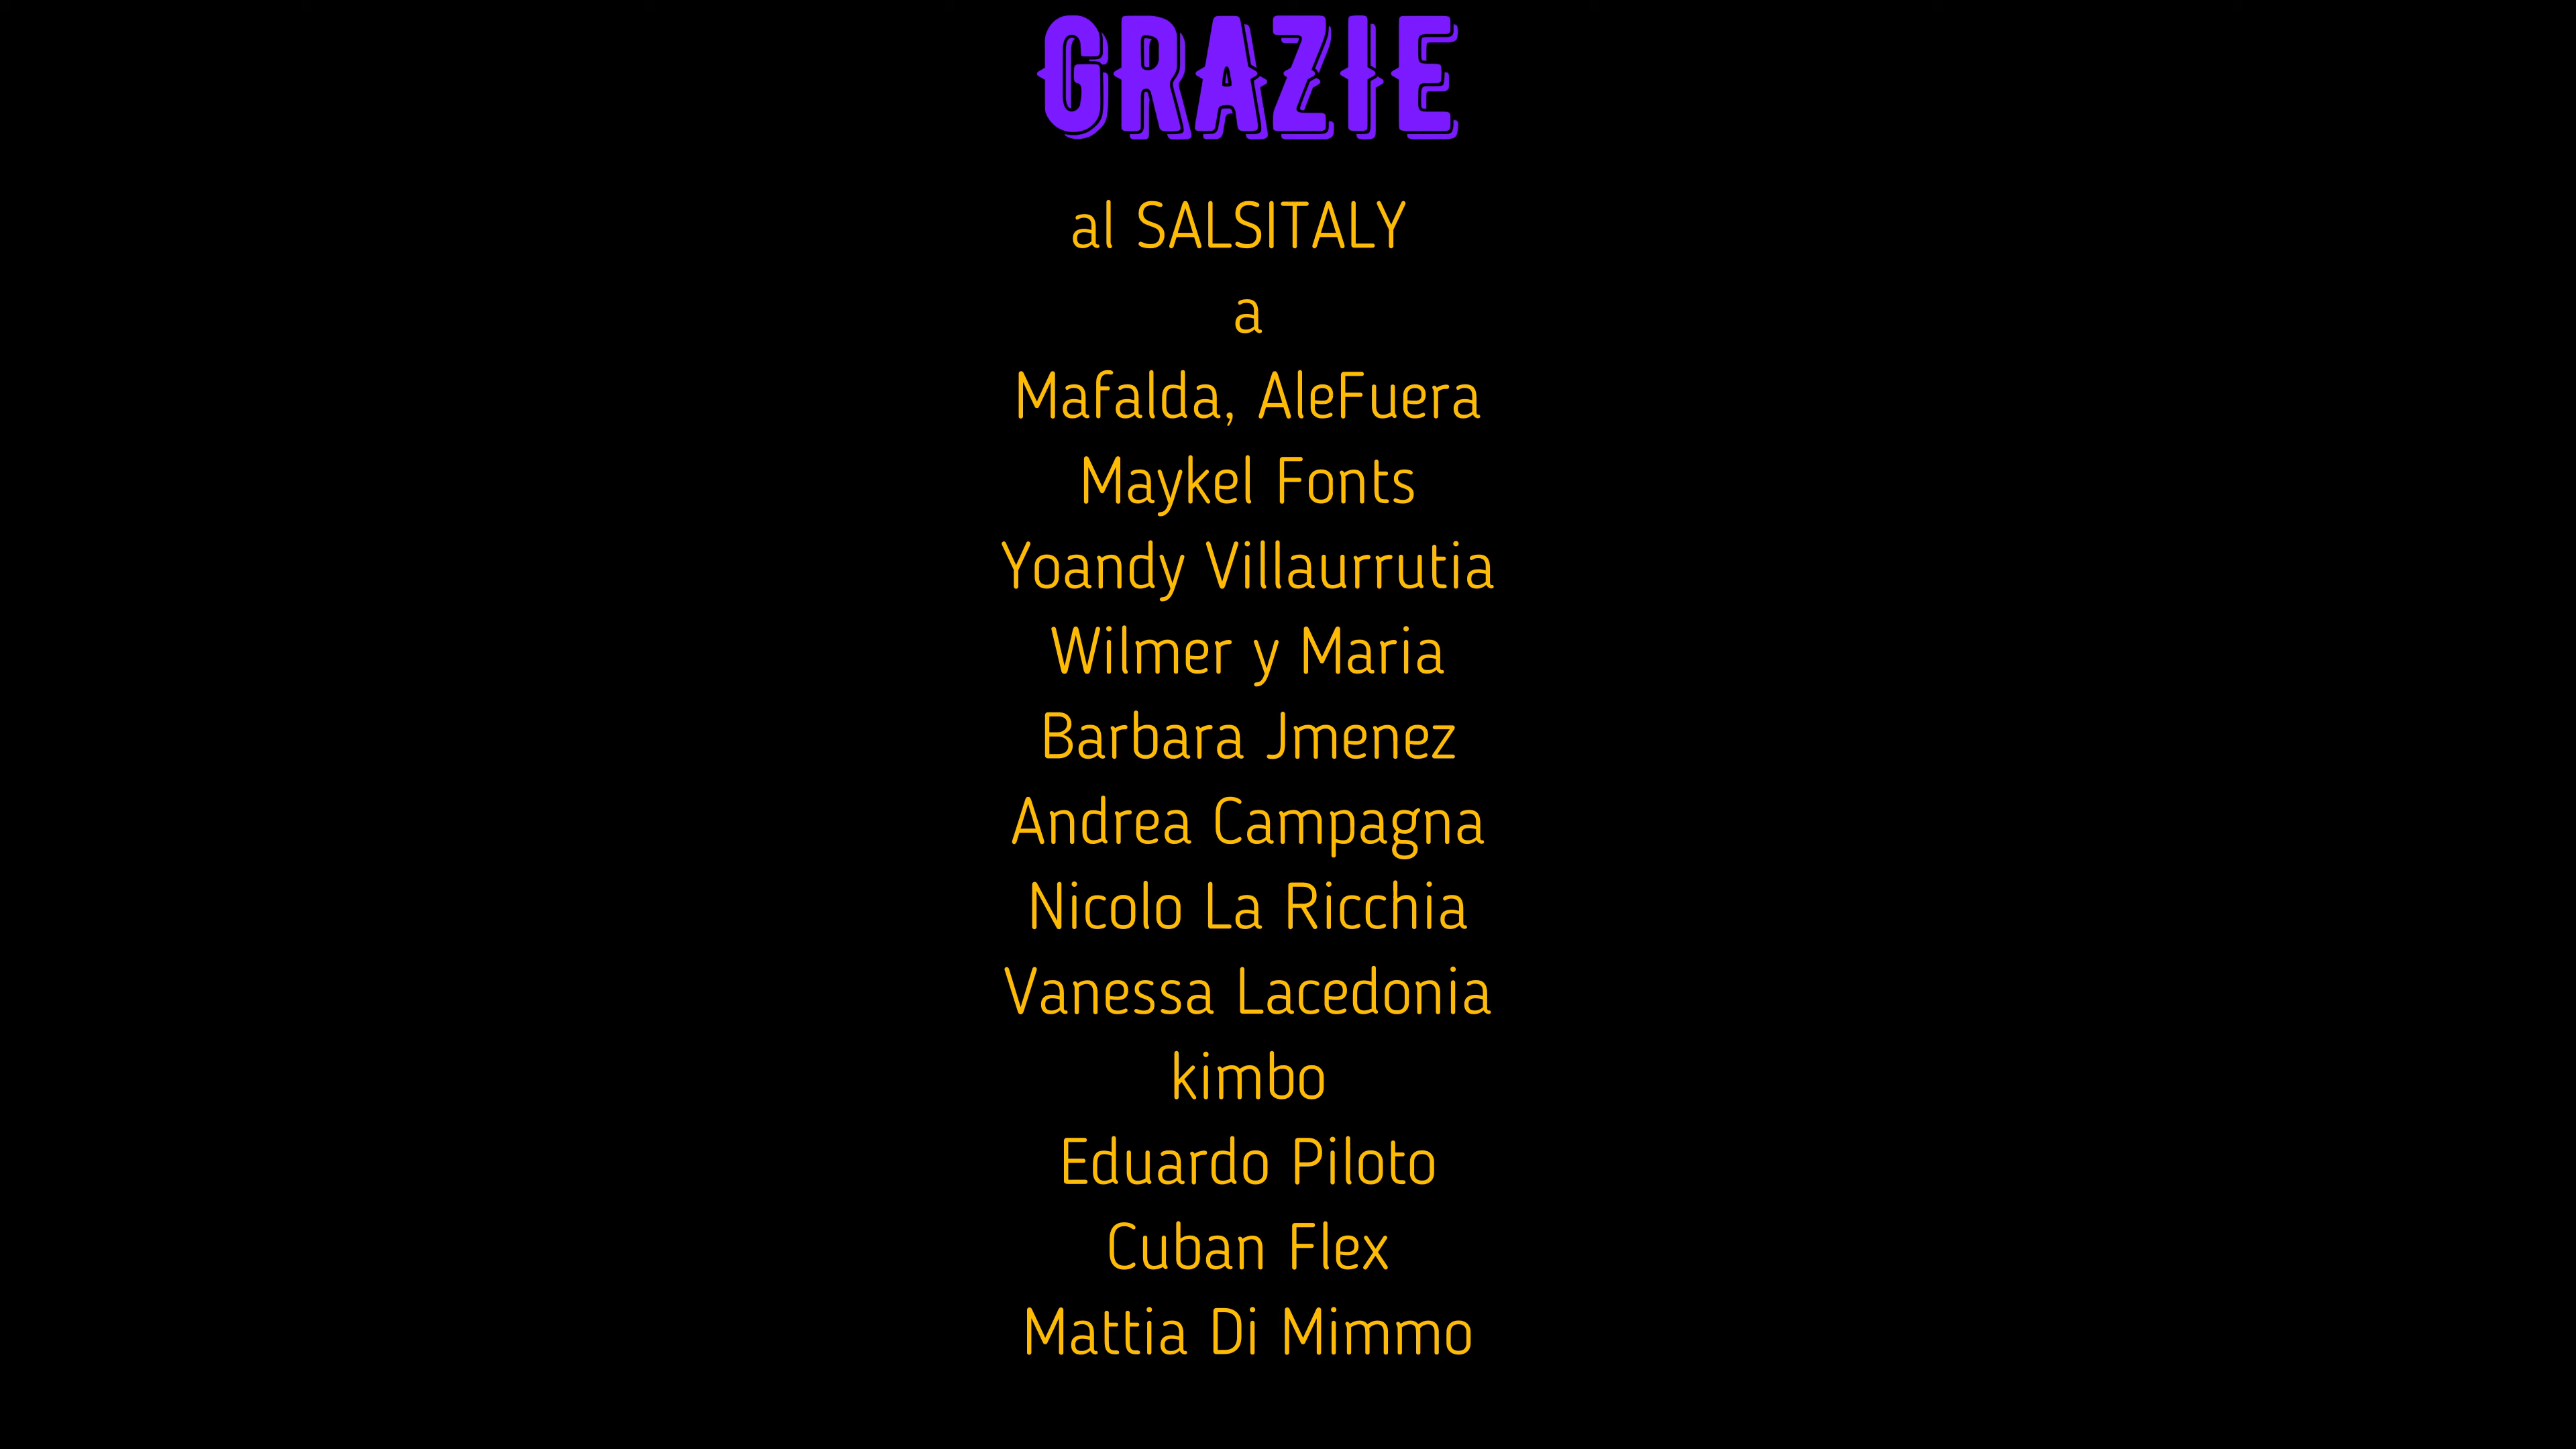 GRAZIE
al SALSITALY
a
Mafalda, AleFuera
Maykel Fonts
Yoandy Villaurrutia
Wilmer y Maria
Barbara Jmenez
Andrea Campagna
Nicolo La Ricchia
Vanessa Lacedonia
kimbo
Eduardo Piloto
Cuban Flex
Mattia Di Mimmo